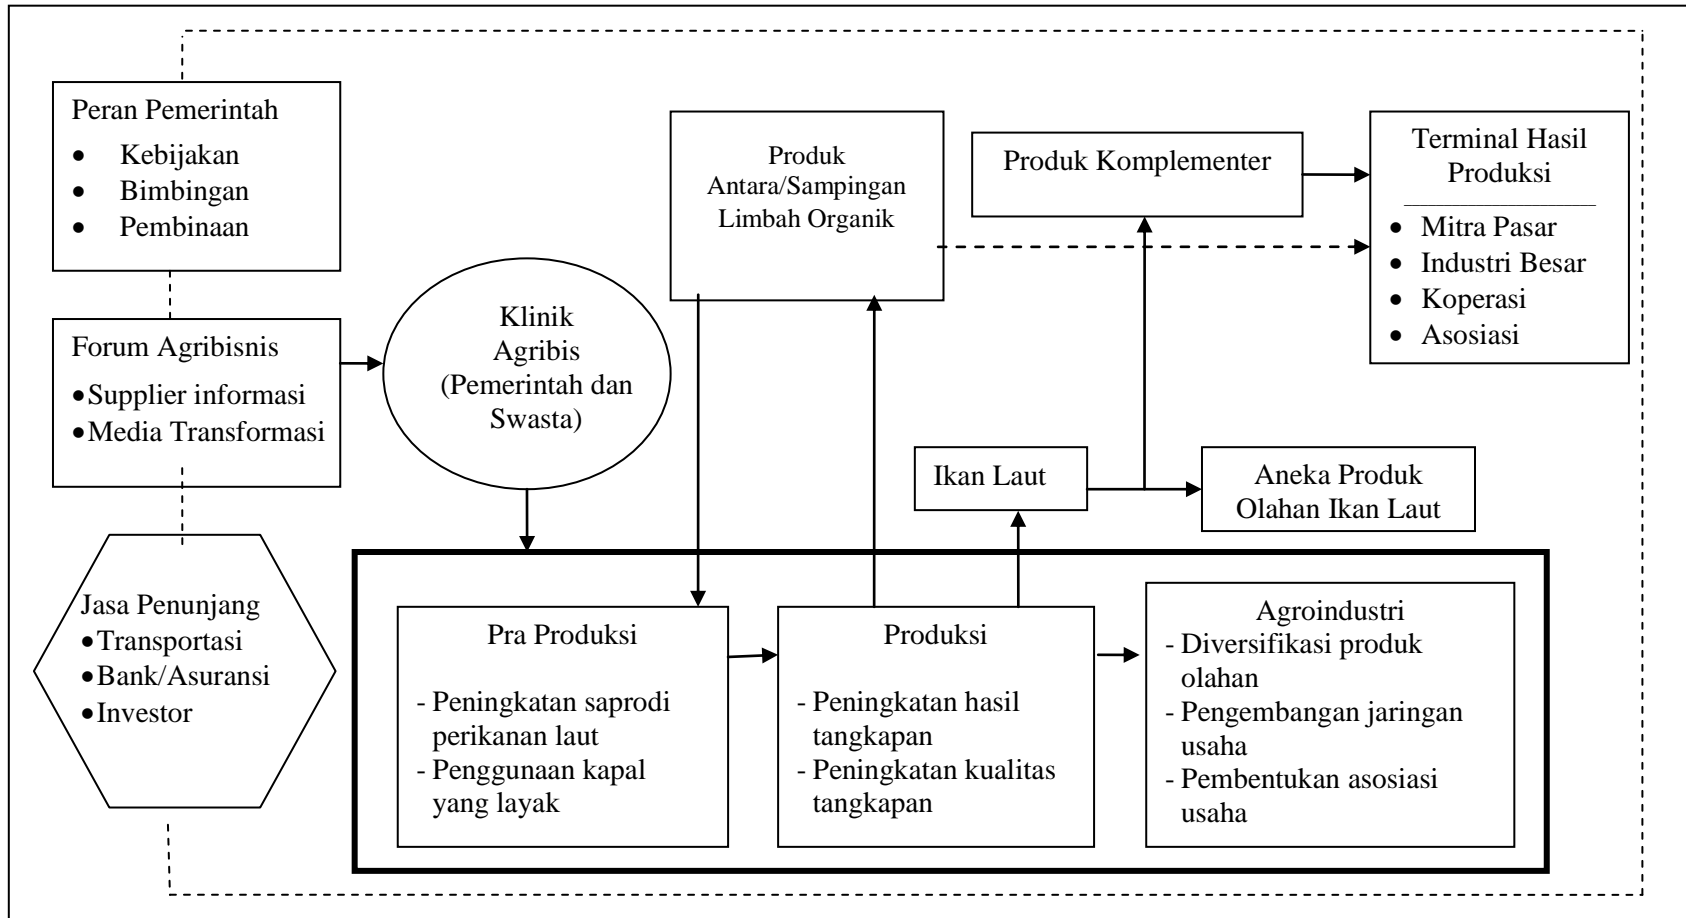 Peran Pemerintah
• Kebijakan
• Bimbingan
• Pembinaan
Forum Agribisnis
•Supplier informasi
•Media Transformasi
Jasa Penunjang
•Transportasi
•Bank/Asuransi
•Investor
Klinik
Agribis
(Pemerintah dan
Swasta)
Produk
Antara/Sampingan
Limbah Organik
Produk Komplementer
Terminal Hasil
Produksi
• Mitra Pasar
• Industri Besar
• Koperasi
• Asosiasi
Ikan Laut
Aneka Produk
Olahan Ikan Laut
Pra Produksi
- Peningkatan saprodi
perikanan laut
- Penggunaan kapal
yang layak
Produksi
- Peningkatan hasil
tangkapan
- Peningkatan kualitas
tangkapan
Agroindustri
- Diversifikasi produk
olahan
- Pengembangan jaringan
usaha
- Pembentukan asosiasi
usaha